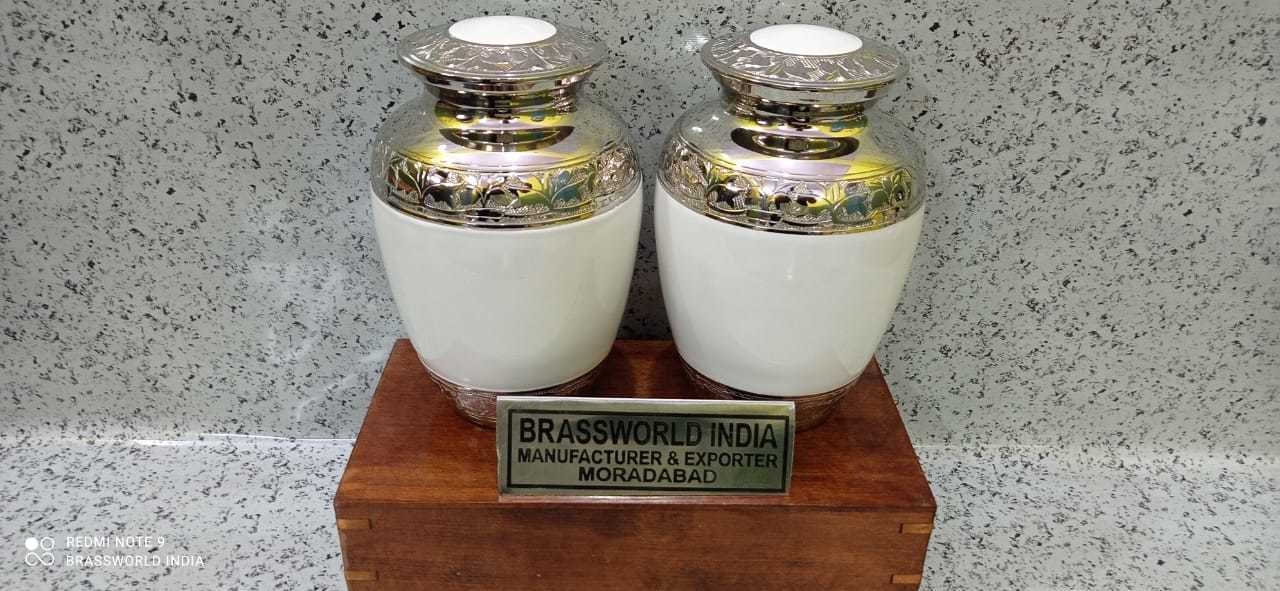 BRASSWORLD INDIA
MANUFACTURER & EXPORTER
MORADABAD
REDMI NOTE 9
BRASSWORLD INDIA